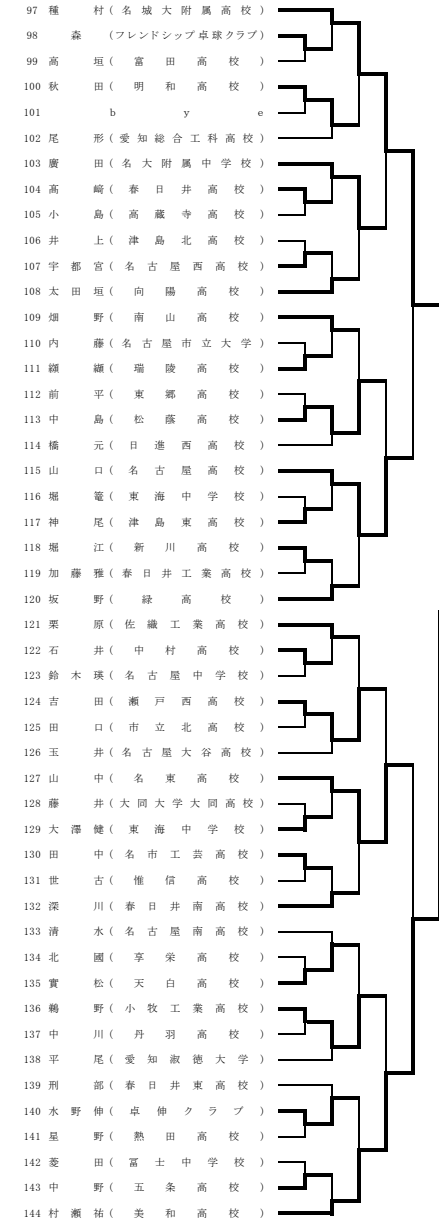 97 種村(名城大附属高校)
98 森(フレンドシップ卓球クラブ)
99 高垣(富田高校)
100 秋田(明和高校)
101 bye
102 尾形(愛知総合工科高校)
103 廣田(名大附属中学校)
104 髙﨑(春日井高校)
105 小島(高蔵寺高校)
106 井上(津島北高校)
107 宇都宮(名古屋西高校)
108 太田垣(向陽高校)
109 畑野(南山高校)
110 内藤(名古屋市立大学)
111 纐纈(瑞陵高校)
112 前平(東郷高校)
113 中島(松蔭高校)
114 橋元(日進西高校)
115 山口(名古屋高校)
116 堀篭(東海中学校)
117 神尾(津島東高校)
118 堀江(新川高校)
119 加藤雅(春日井工業高校)
120 坂野(緑高校)
121 栗原(佐織工業高校)
122 石井(中村高校)
123 鈴木瑛(名古屋中学校)
124 吉田(瀬戸西高校)
125 田口(市立北高校)
126 玉井(名古屋大谷高校)
127 山中(名東高校)
128 藤井(大同大学大同高校)
129 大澤健(東海中学校)
130 田中(名市工芸高校)
131 世古(惟信高校)
132 深川(春日井南高校)
133 清水(名古屋南高校)
134 北國(享栄高校)
135 實松(天白高校)
136 鵜野(小牧工業高校)
137 中川(丹羽高校)
138 平尾(愛知淑徳大学)
139 刑部(春日井東高校)
140 水野伸(卓伸クラブ)
141 星野(熱田高校)
142 菱田(冨士中学校)
143 中野(五条高校)
144 村瀬祐(美和高校)